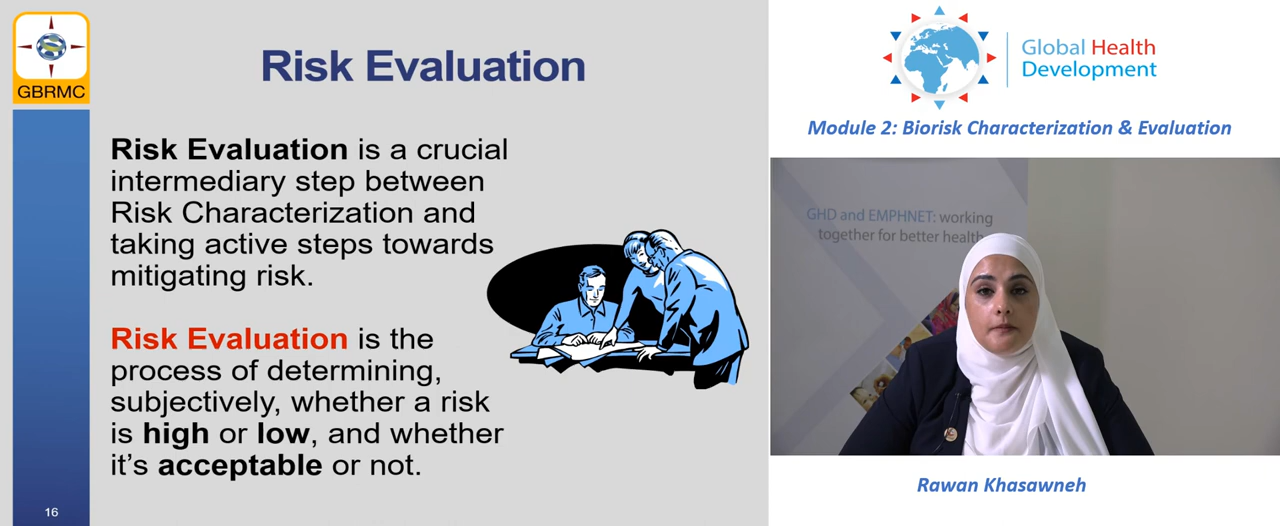 GBRMC
Risk Evaluation
Risk Evaluation is a crucial
intermediary step between
Risk Characterization and
taking active steps towards
mitigating risk.
Risk Evaluation is the
process of determining,
subjectively, whether a risk
is high or low, and whether
it's acceptable or not.
16
Global Health
Development
Module 2: Biorisk Characterization & Evaluation
GHD and EMPHNET: working
together for better health
Rawan Khasawneh